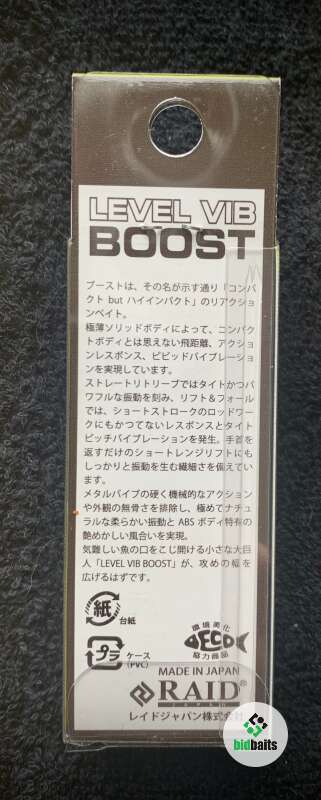 LEVEL VIB
BOOST
ブーストは、その名が示す通り「コンパ
クト but ハイインパクト」のリアクショ
ンベイト。
極薄ソリッドボディによって、コンパク
トボディとは思えない飛距離、アクショ
ンレスポンス、ビビッドバイブレーショ
ンを実現しています。
ストレートリトリーブではタイトかつパ
ワフルな振動を刻み、リフト＆フォール
では、ショートストロークのロッドワー
クにもかつてないレスポンスとタイト
ピッチバイブレーションを発生。手首を
返すだけのショートレンジリフトにも
しっかりと振動を生む繊細さを備えてい
ます。
メタルバイブの硬く機械的なアクション
や外観の無骨さを排除し、極めてナチュ
ラルな柔らかい振動と ABS ボディ特有の
艶めかしい風合いを実現。
気難しい魚の口をこじ開ける小さな大巨
人「LEVEL VIB BOOST」が、攻めの幅を
広げるはずです。
紙 台紙
プラ ケース
(PVC)
環境美化
ECO
協力商品
MADE IN JAPAN
RAID®
JAPAN
レイドジャパン株式会
bidbaits